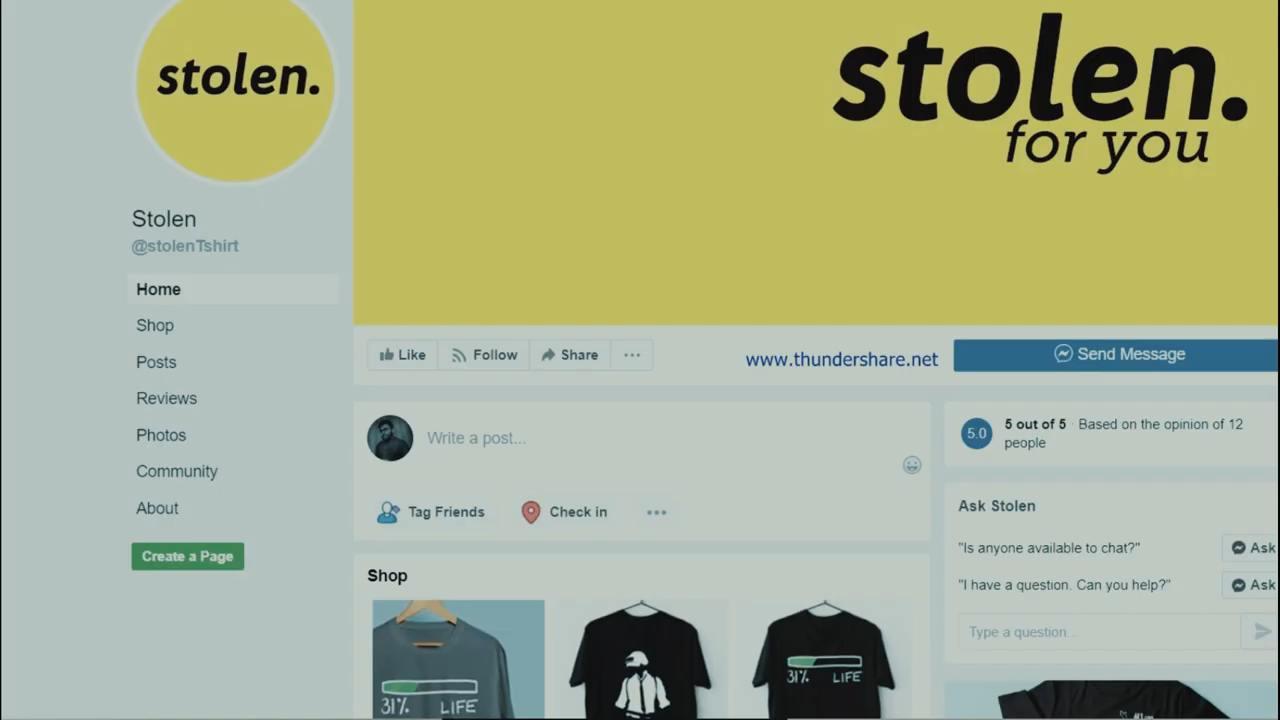 stolen.
stolen.
for you
Stolen
@stolenTshirt
Home
Shop
Posts
Reviews
Photos
Community
About
Create a Page
Like
Follow
Share
www.thundershare.net
Send Message
Write a post...
5.0
5 out of 5 · Based on the opinion of 12
people
Tag Friends
Check in
Ask Stolen
"Is anyone available to chat?"
Ask
"I have a question. Can you help?"
Ask
Type a question...
Shop
31% LIFE
31% LIFE